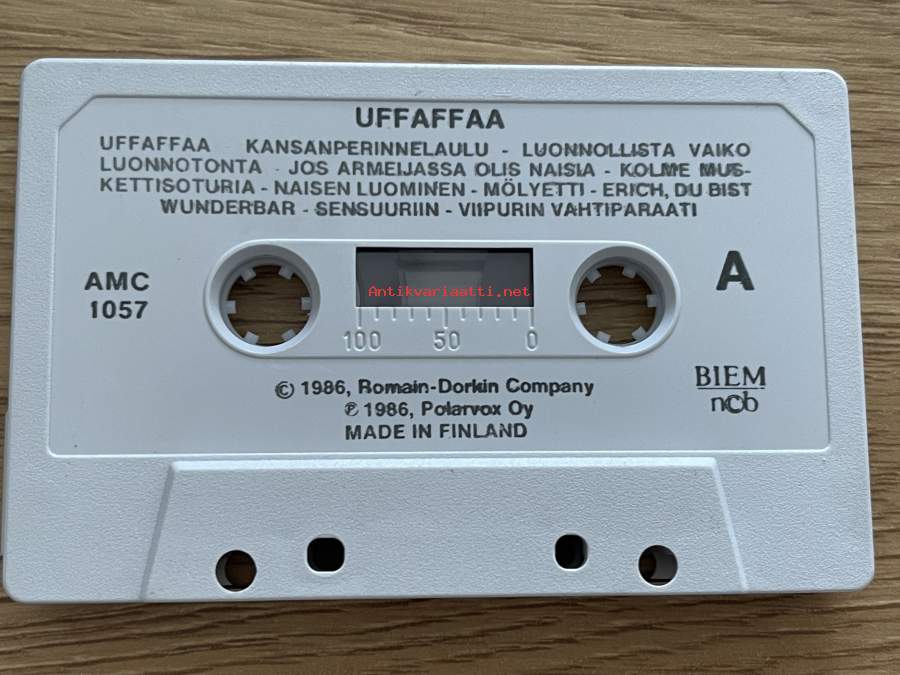 UFFAFFAA
UFFAFFAA KANSANPERINNELAULU - LUONNOLLISTA VAIKO
LUONNOTONTA - JOS ARMEIJASSA OLIS NAISIA - KOLME MUS-
KETTISOTURIA - NAISEN LUOMINEN - MÖLYETTI - ERICH, DU BIST
WUNDERBAR - SENSUURIIN - VIIPURIN VAHTIPARAATI
AMC
1057
A
Antikvariaatti.net
100 50 0
© 1986, Romain-Dorkin Company
℗ 1986, Polarvox Oy
MADE IN FINLAND
BIEM
ncb